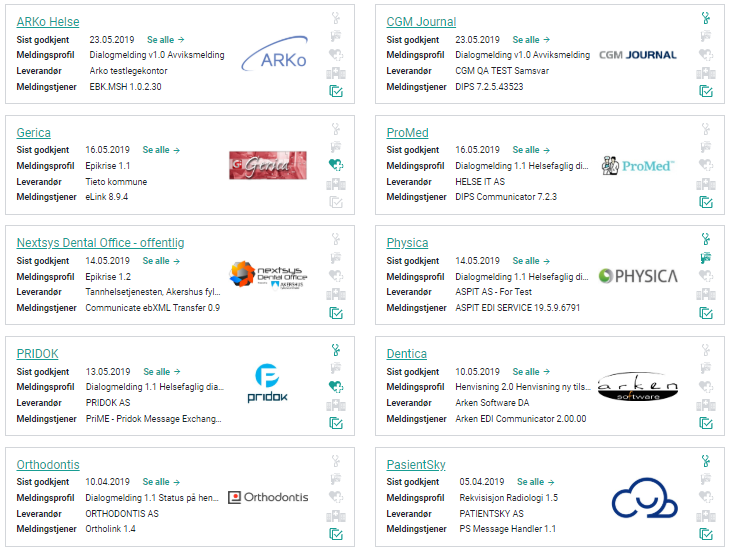 ARKo Helse
Sist godkjent 23.05.2019 Se alle →
Meldingsprofil Dialogmelding v1.0 Avviksmelding
Leverandør Arko testlegekontor
Meldingstjener EBK.MSH 1.0.2.30
ARKo
CGM Journal
Sist godkjent 23.05.2019 Se alle →
Meldingsprofil Dialogmelding v1.0 Avviksmelding
Leverandør CGM QA TEST Samsvar
Meldingstjener DIPS 7.2.5.43523
CGM JOURNAL
Gerica
Sist godkjent 16.05.2019 Se alle →
Meldingsprofil Epikrise 1.1
Leverandør Tieto kommune
Meldingstjener eLink 8.9.4
G Gerica
ProMed
Sist godkjent 16.05.2019 Se alle →
Meldingsprofil Dialogmelding 1.1 Helsefaglig di...
Leverandør HELSE IT AS
Meldingstjener DIPS Communicator 7.2.3
ProMed™
Nextsys Dental Office - offentlig
Sist godkjent 14.05.2019 Se alle →
Meldingsprofil Epikrise 1.2
Leverandør Tannhelsetjenesten, Akershus fyl...
Meldingstjener Communicate ebXML Transfer 0.9
nextsys
Dental Office
AKERSHUS
Physica
Sist godkjent 14.05.2019 Se alle →
Meldingsprofil Dialogmelding 1.1 Helsefaglig di...
Leverandør ASPIT AS - For Test
Meldingstjener ASPIT EDI SERVICE 19.5.9.6791
PHYSICA
PRIDOK
Sist godkjent 13.05.2019 Se alle →
Meldingsprofil Dialogmelding 1.1 Helsefaglig dia...
Leverandør PRIDOK AS
Meldingstjener PriME - Pridok Message Exchang...
pridok
Dentica
Sist godkjent 10.05.2019 Se alle →
Meldingsprofil Henvisning 2.0 Henvisning ny tils...
Leverandør Arken Software DA
Meldingstjener Arken EDI Communicator 2.00.00
arken
software
Orthodontis
Sist godkjent 10.04.2019 Se alle →
Meldingsprofil Dialogmelding 1.1 Status på hen...
Leverandør ORTHODONTIS AS
Meldingstjener Ortholink 1.4
Orthodontis
PasientSky
Sist godkjent 05.04.2019 Se alle →
Meldingsprofil Rekvisisjon Radiologi 1.5
Leverandør PATIENTSKY AS
Meldingstjener PS Message Handler 1.1